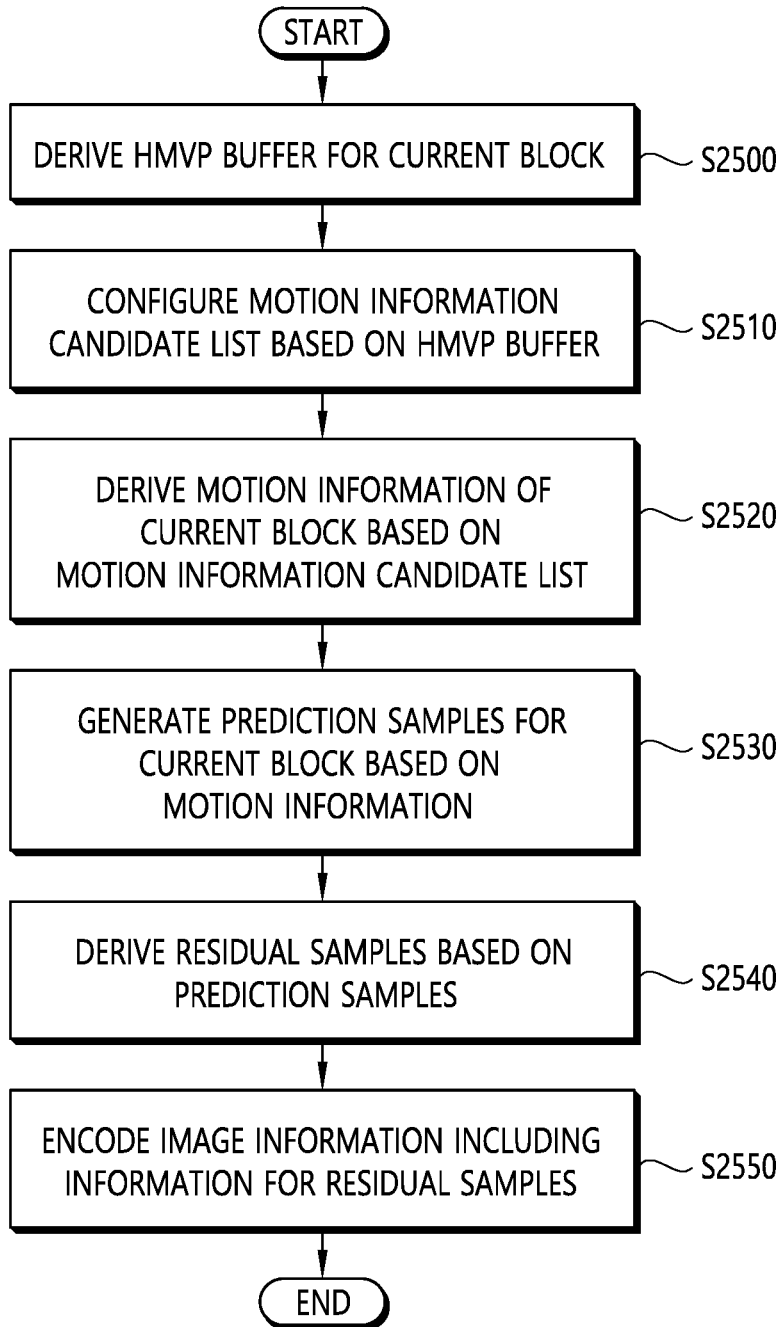 START
DERIVE HMVP BUFFER FOR CURRENT BLOCK
S2500
CONFIGURE MOTION INFORMATION
CANDIDATE LIST BASED ON HMVP BUFFER
S2510
DERIVE MOTION INFORMATION OF
CURRENT BLOCK BASED ON
MOTION INFORMATION CANDIDATE LIST
S2520
GENERATE PREDICTION SAMPLES FOR
CURRENT BLOCK BASED ON
MOTION INFORMATION
S2530
DERIVE RESIDUAL SAMPLES BASED ON
PREDICTION SAMPLES
S2540
ENCODE IMAGE INFORMATION INCLUDING
INFORMATION FOR RESIDUAL SAMPLES
S2550
END